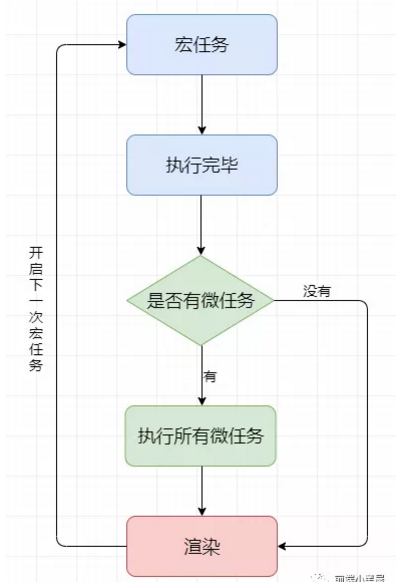 宏任务
执行完毕
是否有微任务
没有
有
执行所有微任务
渲染
开启下一次宏任务